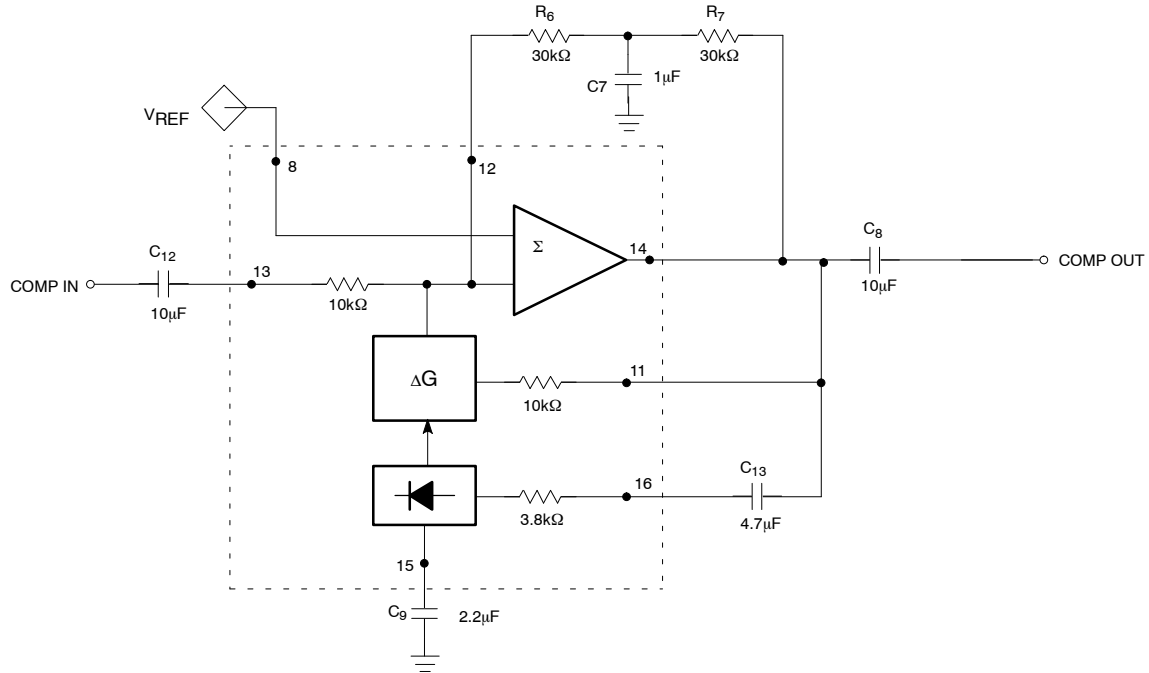 R6
R7
30kΩ
30kΩ
C7
1μF
VREF
8
12
Σ
14
C8
COMP OUT
C12
13
COMP IN
10kΩ
10μF
10μF
ΔG
11
10kΩ
16
C13
3.8kΩ
4.7μF
15
C9
2.2μF